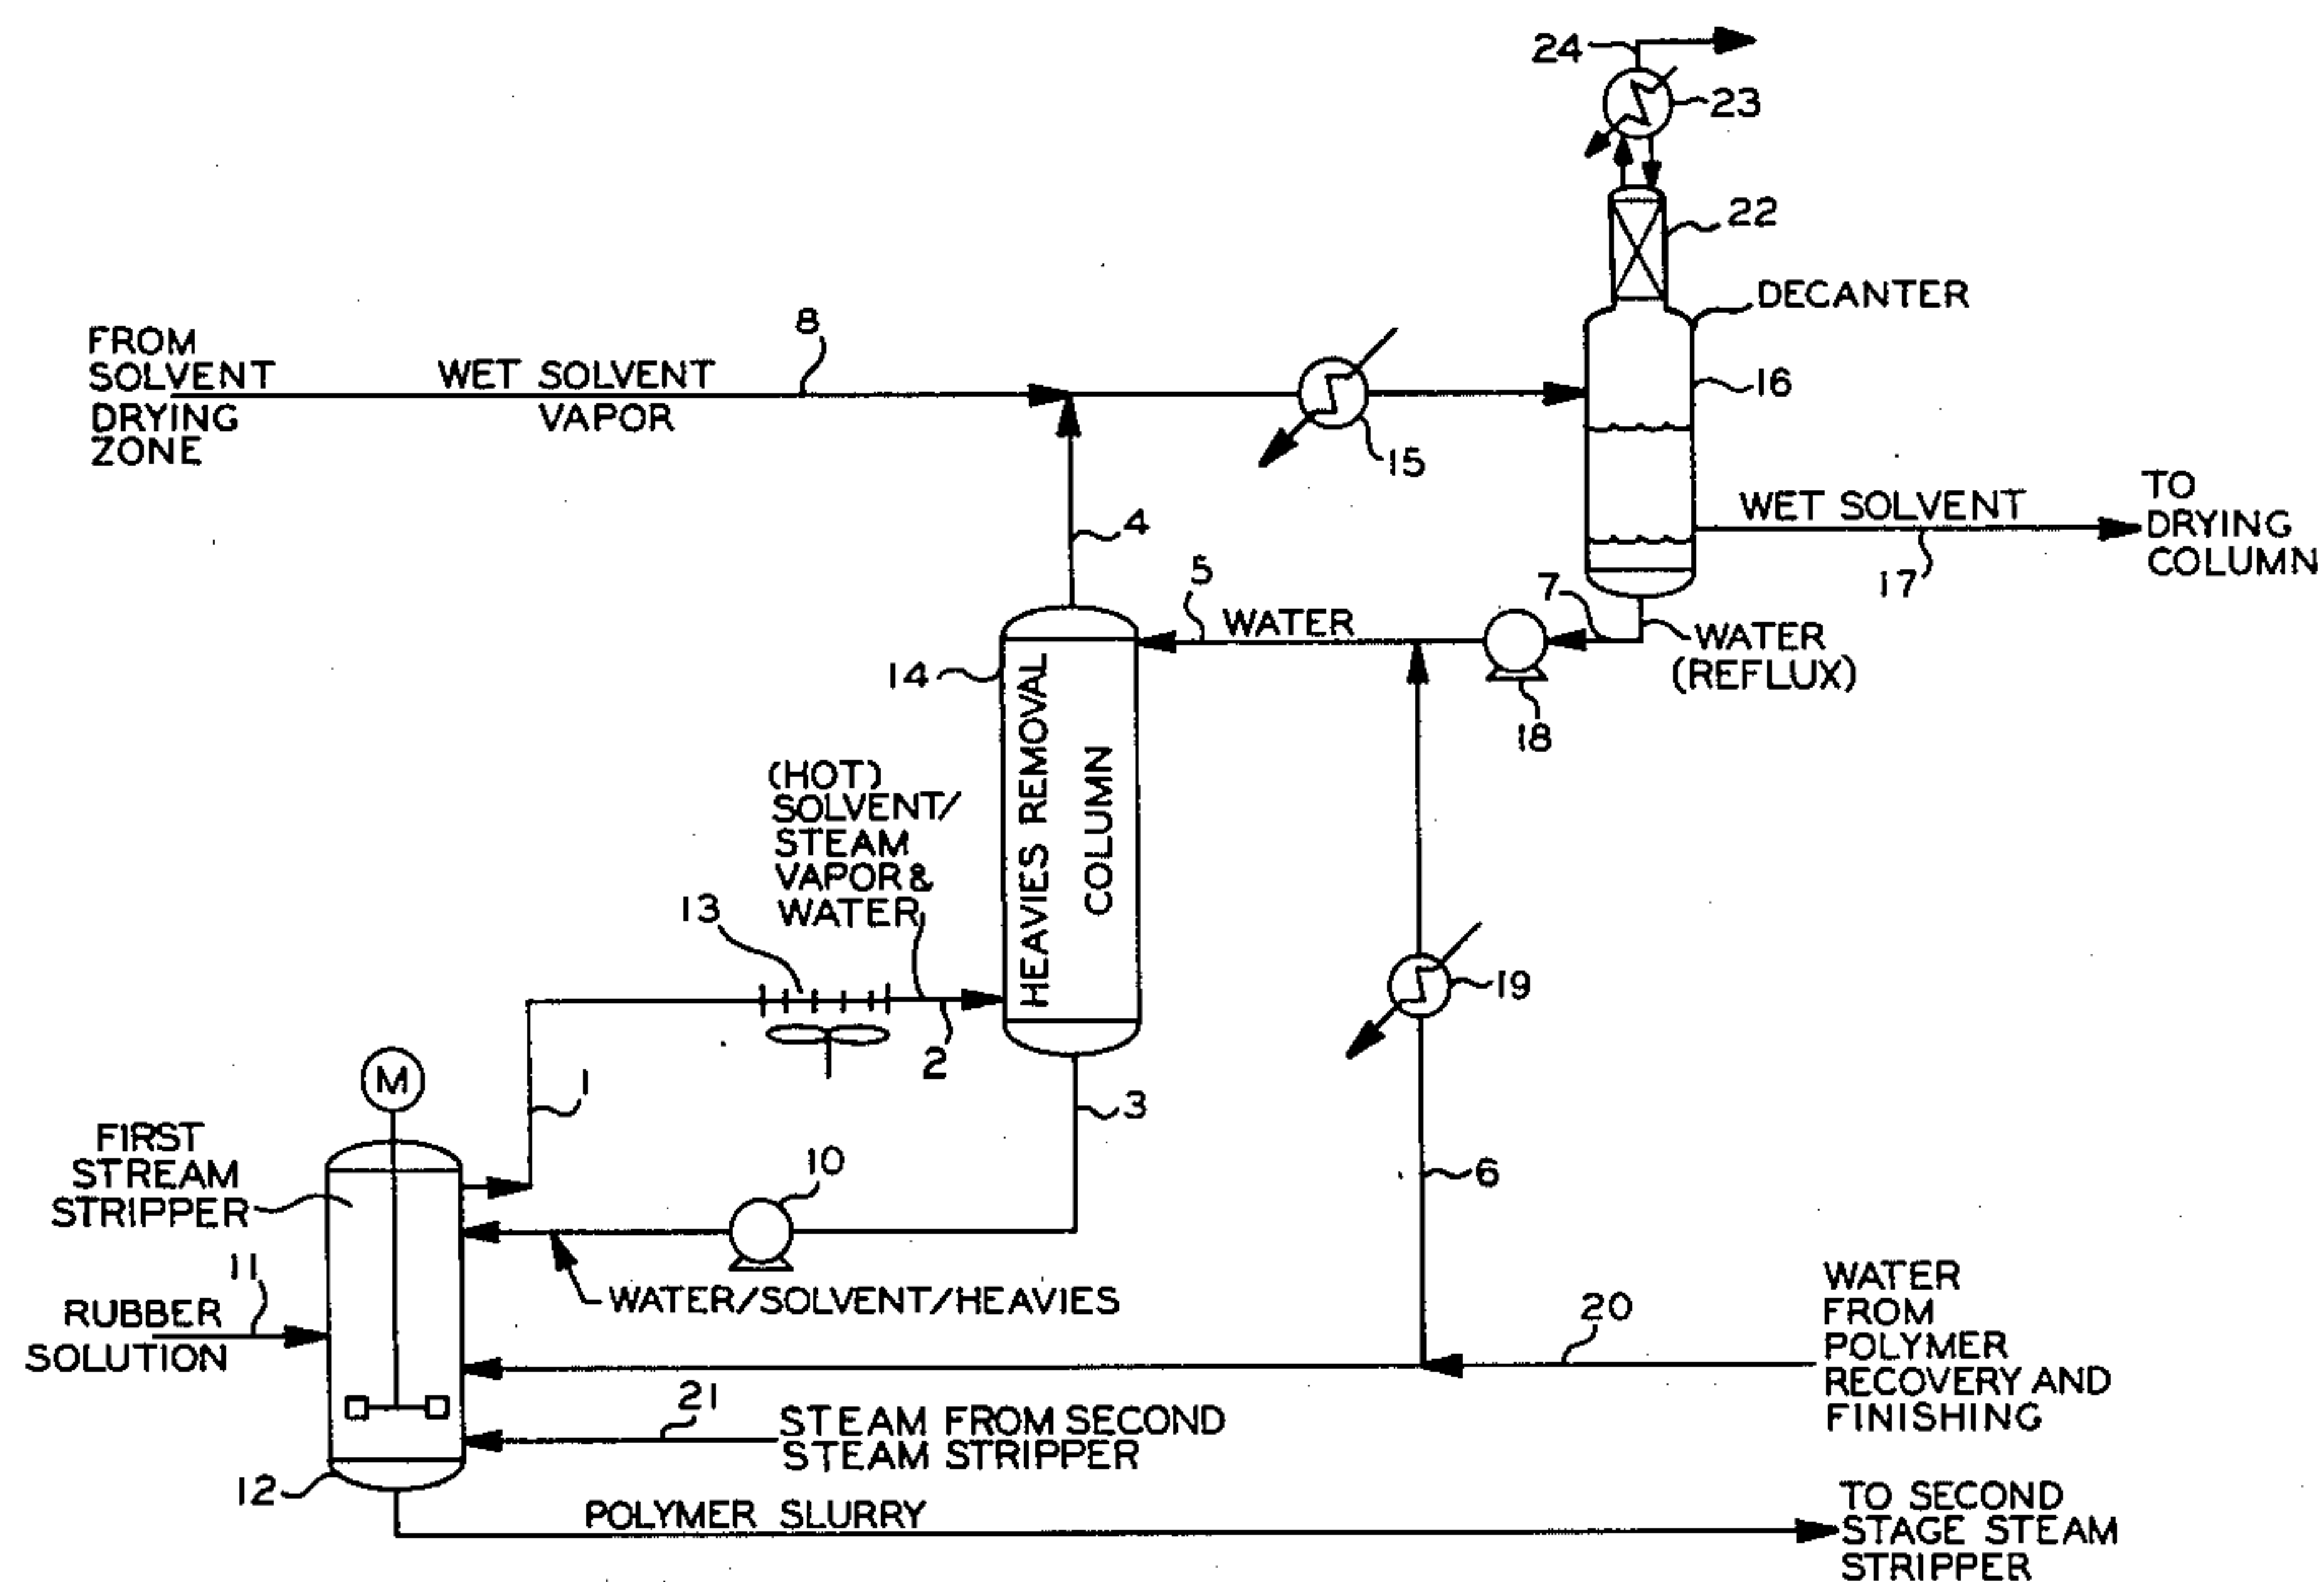 24
23
22
DECANTER
8
FROM
SOLVENT
DRYING
ZONE
WET SOLVENT
VAPOR
16
15
WET SOLVENT
TO
DRYING
COLUMN
17
4
5
WATER
7
WATER
(REFLUX)
14
18
HEAVIES REMOVAL
COLUMN
(HOT)
SOLVENT/
STEAM
VAPOR &
WATER
13
19
2
M
1
3
FIRST
STREAM
STRIPPER
10
6
11
WATER/SOLVENT/HEAVIES
RUBBER
SOLUTION
20
WATER
FROM
POLYMER
RECOVERY AND
FINISHING
21
STEAM FROM SECOND
STEAM STRIPPER
12
POLYMER SLURRY
TO SECOND
STAGE STEAM
STRIPPER